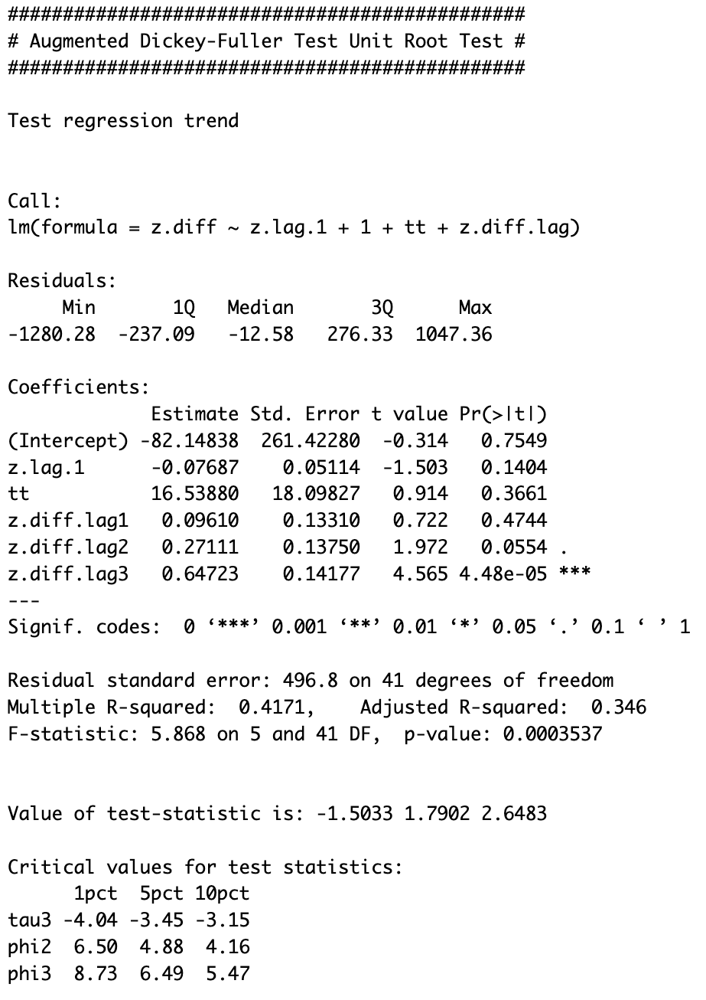 ###############################################
# Augmented Dickey-Fuller Test Unit Root Test #
###############################################
Test regression trend
Call:
lm(formula = z.diff ~ z.lag.1 + 1 + tt + z.diff.lag)
Residuals:
     Min       1Q   Median       3Q      Max
-1280.28  -237.09   -12.58   276.33  1047.36
Coefficients:
             Estimate Std. Error t value Pr(>|t|)
(Intercept) -82.14838  261.42280  -0.314   0.7549
z.lag.1      -0.07687    0.05114  -1.503   0.1404
tt           16.53880   18.09827   0.914   0.3661
z.diff.lag1   0.09610    0.13310   0.722   0.4744
z.diff.lag2   0.27111    0.13750   1.972   0.0554 .
z.diff.lag3   0.64723    0.14177   4.565 4.48e-05 ***
---
Signif. codes:  0 ‘***’ 0.001 ‘**’ 0.01 ‘*’ 0.05 ‘.’ 0.1 ‘ ’ 1
Residual standard error: 496.8 on 41 degrees of freedom
Multiple R-squared:  0.4171,    Adjusted R-squared:  0.346
F-statistic: 5.868 on 5 and 41 DF,  p-value: 0.0003537
Value of test-statistic is: -1.5033 1.7902 2.6483
Critical values for test statistics:
      1pct  5pct 10pct
tau3 -4.04 -3.45 -3.15
phi2  6.50  4.88  4.16
phi3  8.73  6.49  5.47